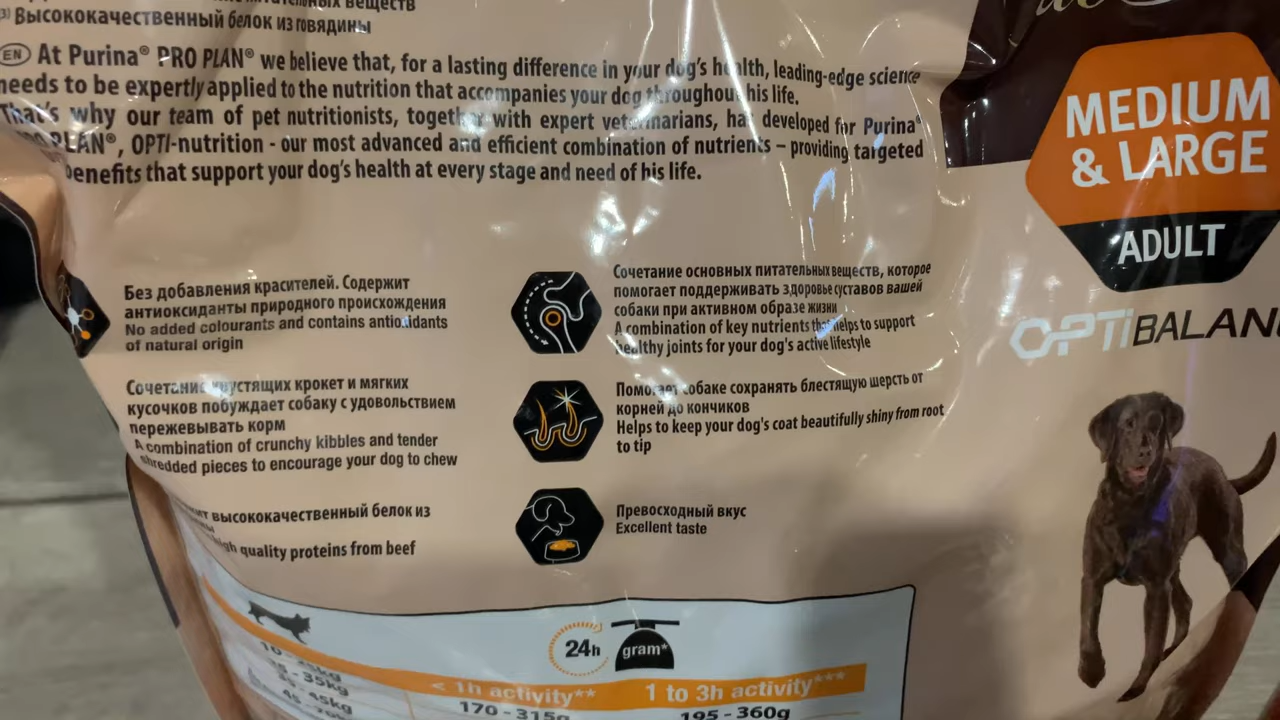 веществ
3) Высококачественный белок из говядины
EN At Purina® PRO PLAN® we believe that, for a lasting difference in your dog's health, leading-edge science
needs to be expertly applied to the nutrition that accompanies your dog throughout his life.
That's why our team of pet nutritionists, together with expert veterinarians, has developed for Purina®
PRO PLAN®, OPTI-nutrition - our most advanced and efficient combination of nutrients – providing targeted
benefits that support your dog's health at every stage and need of his life.
MEDIUM
& LARGE
ADULT
OPTIBALAN
Без добавления красителей. Содержит
антиоксиданты природного происхождения
No added colourants and contains antioxidants
of natural origin
Сочетание хрустящих крокет и мягких
кусочков побуждает собаку с удовольствием
пережевывать корм
A combination of crunchy kibbles and tender
shredded pieces to encourage your dog to chew
высококачественный белок из
high quality proteins from beef
Сочетание основных питательных веществ, которое
помогает поддерживать здоровье суставов вашей
собаки при активном образе жизни
A combination of key nutrients that helps to support
healthy joints for your dog's active lifestyle
Помогает собаке сохранять блестящую шерсть от
корней до кончиков
Helps to keep your dog's coat beautifully shiny from root
to tip
Превосходный вкус
Excellent taste
24h gram*
< 1h activity** 1 to 3h activity***
10 - 25kg 170 - 315g 195 - 360g
25 - 35kg
35 - 45kg